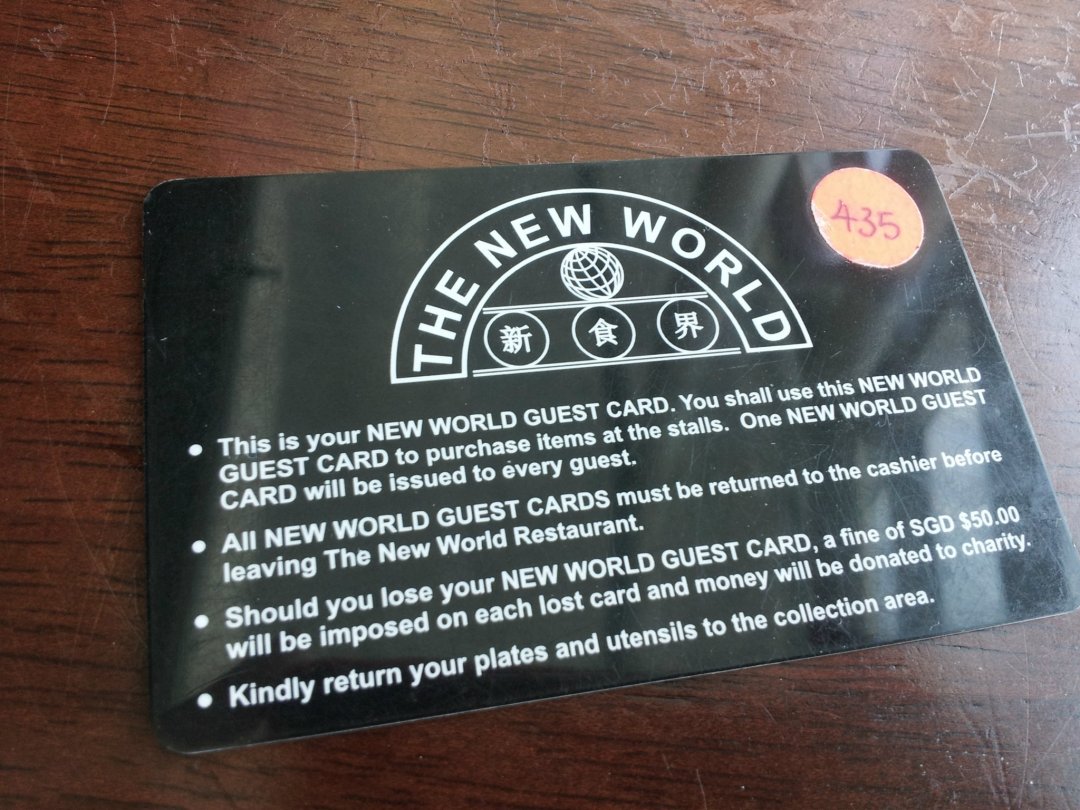 THE NEW WORLD
新 食 界
435
• This is your NEW WORLD GUEST CARD. You shall use this NEW WORLD
GUEST CARD to purchase items at the stalls. One NEW WORLD GUEST
CARD will be issued to every guest.
• All NEW WORLD GUEST CARDS must be returned to the cashier before
leaving The New World Restaurant.
• Should you lose your NEW WORLD GUEST CARD, a fine of SGD $50.00
will be imposed on each lost card and money will be donated to charity.
• Kindly return your plates and utensils to the collection area.